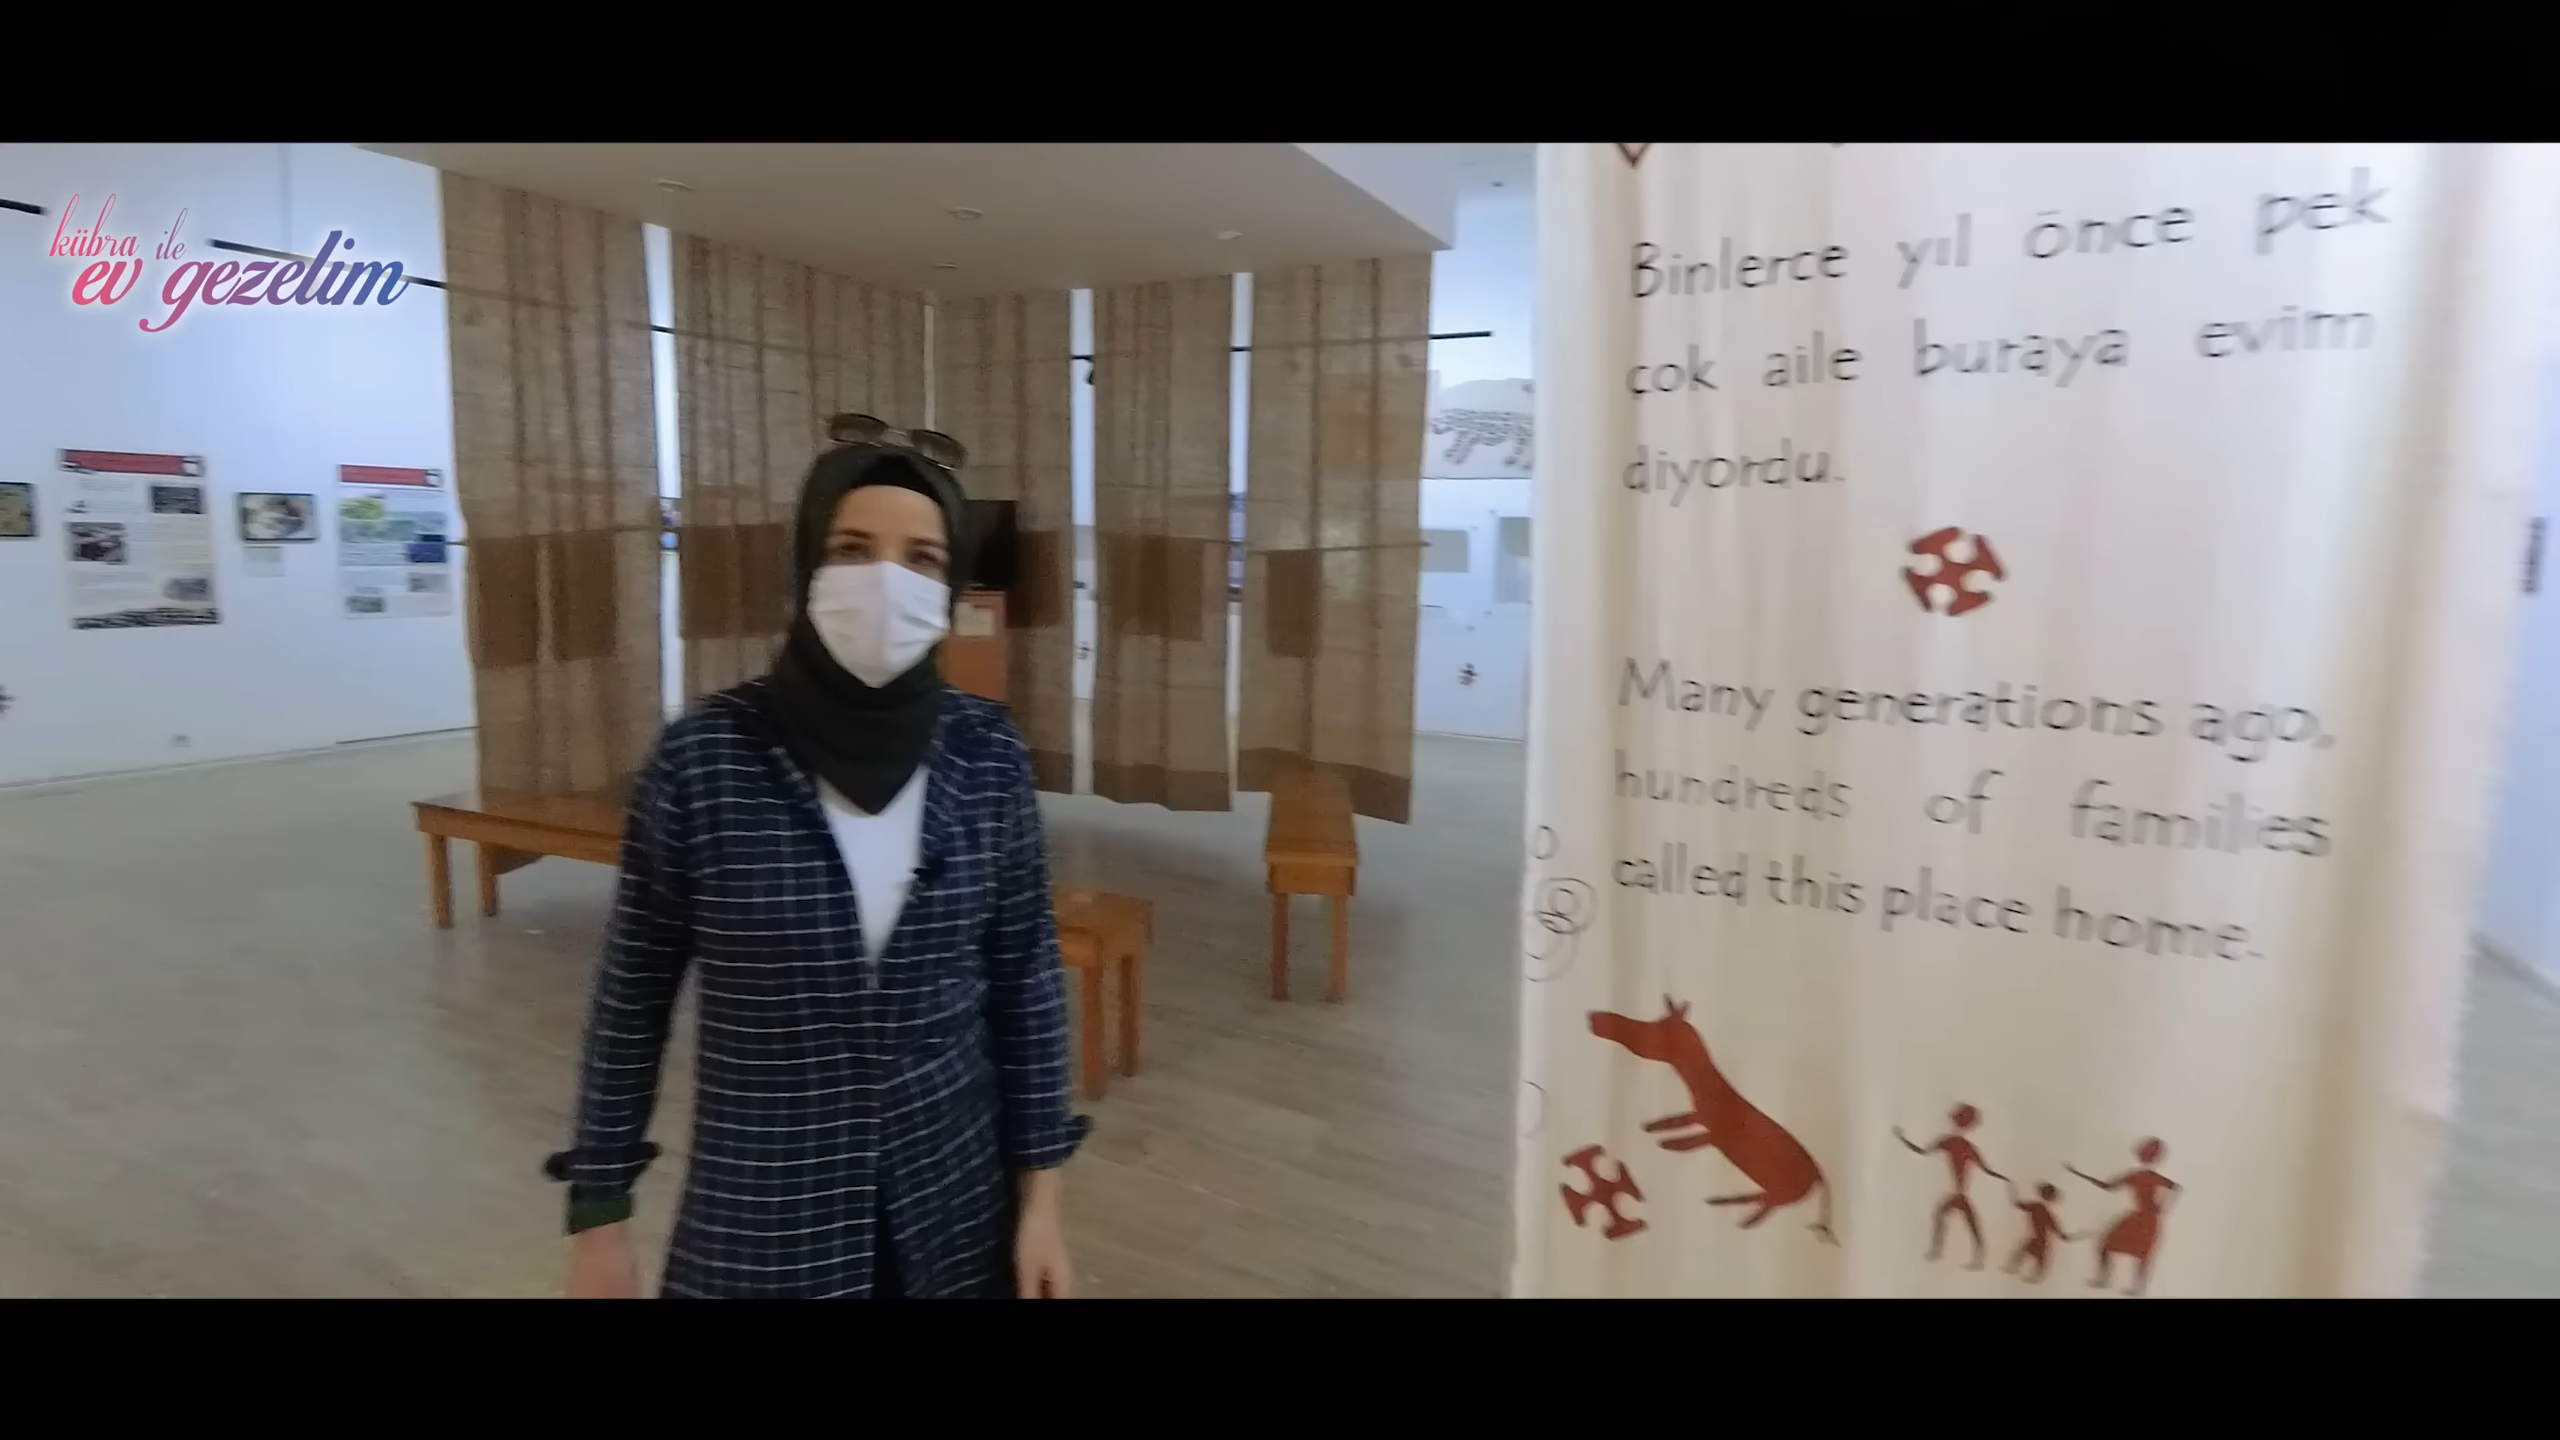 kübra ile
ev gezelim
Binlerce yıl önce pek
çok aile buraya evim
diyordu.
Many generations ago,
hundreds of families
called this place home.